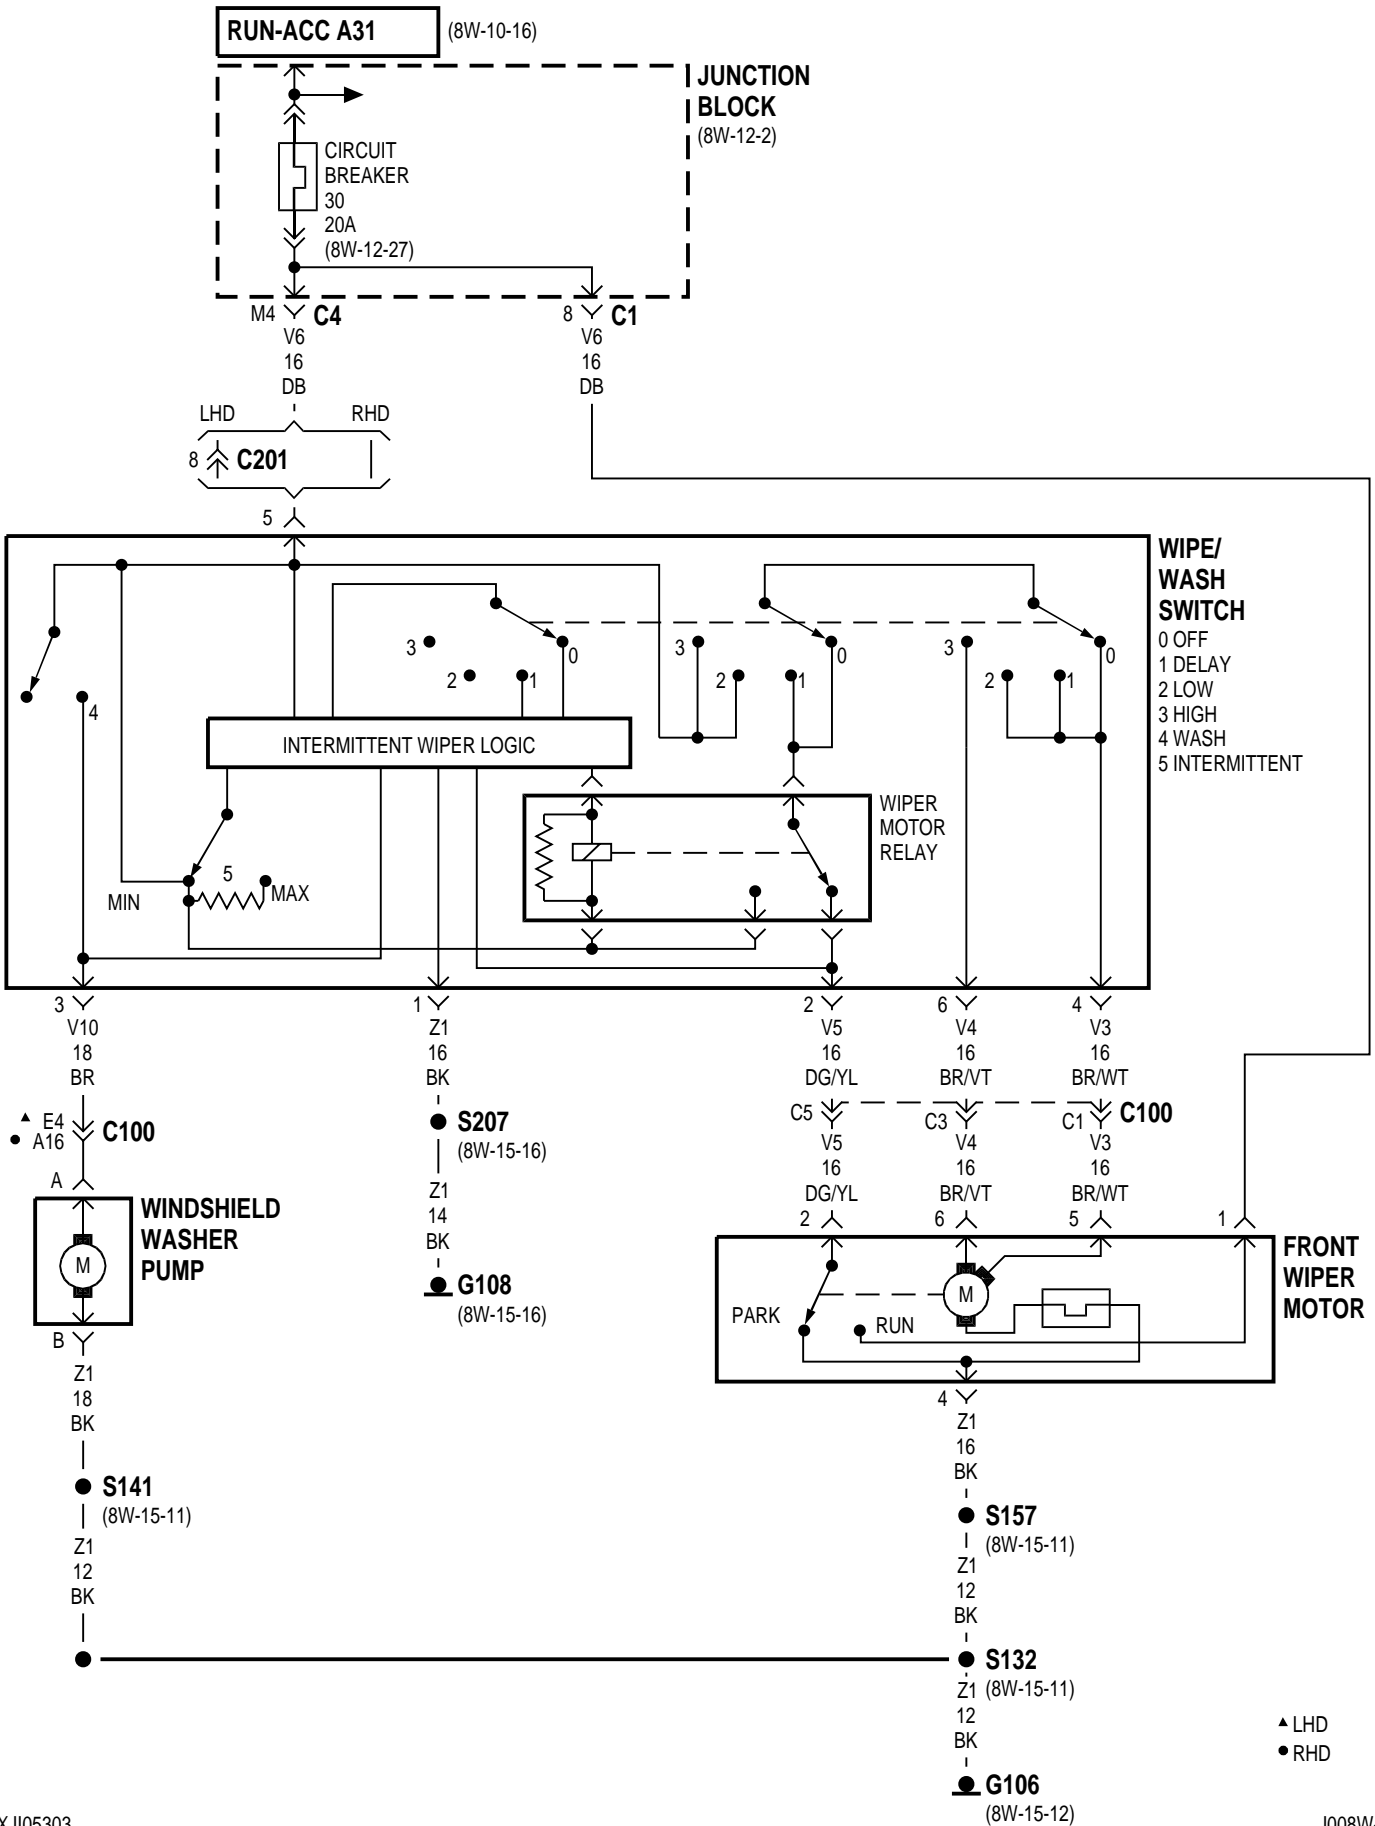 RUN-ACC A31
(8W-10-16)
JUNCTION
BLOCK
(8W-12-2)
CIRCUIT
BREAKER
30
20A
(8W-12-27)
M4
C4
8
C1
V6
16
DB
V6
16
DB
LHD
RHD
8
C201
5
WIPE/
WASH
SWITCH
0 OFF
1 DELAY
2 LOW
3 HIGH
4 WASH
5 INTERMITTENT
3
2
1
0
3
2
1
0
3
2
1
0
4
INTERMITTENT WIPER LOGIC
WIPER
MOTOR
RELAY
5
MIN
MAX
3
V10
18
BR
1
Z1
16
BK
2
V5
16
DG/YL
6
V4
16
BR/VT
4
V3
16
BR/WT
E4
A16
C100
S207
(8W-15-16)
C5
C3
C1
C100
A
WINDSHIELD
WASHER
PUMP
M
B
Z1
14
BK
G108
(8W-15-16)
V5
16
DG/YL
2
V4
16
BR/VT
6
V3
16
BR/WT
5
1
FRONT
WIPER
MOTOR
PARK
RUN
M
4
Z1
18
BK
S141
(8W-15-11)
Z1
12
BK
Z1
16
BK
S157
(8W-15-11)
Z1
12
BK
S132
(8W-15-11)
Z1
12
BK
G106
(8W-15-12)
LHD
RHD